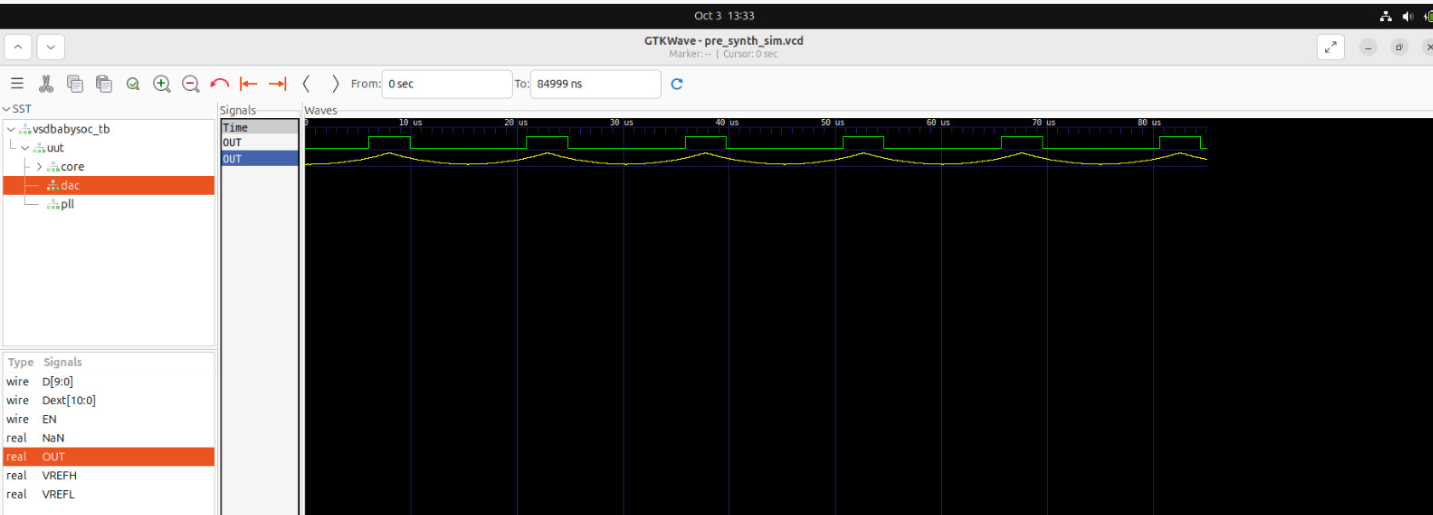 Oct 3 13:33
GTKWave - pre_synth_sim.vcd
Marker: -- | Cursor: 0 sec
From: 0 sec To: 84999 ns
SST
vsdbabysoc_tb
uut
core
dac
pll
Type Signals
wire D[9:0]
wire Dext[10:0]
wire EN
real NaN
real OUT
real VREFH
real VREFL
Signals
Time
OUT
OUT
Waves
0 10 us 20 us 30 us 40 us 50 us 60 us 70 us 80 us